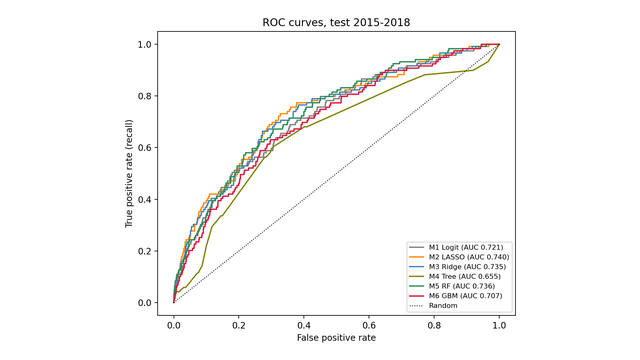 ROC curves, test 2015-2018
True positive rate (recall)
1.0
0.8
0.6
0.4
0.2
0.0
M1 Logit (AUC 0.721)
M2 LASSO (AUC 0.740)
M3 Ridge (AUC 0.735)
M4 Tree (AUC 0.655)
M5 RF (AUC 0.736)
M6 GBM (AUC 0.707)
Random
0.0 0.2 0.4 0.6 0.8 1.0
False positive rate